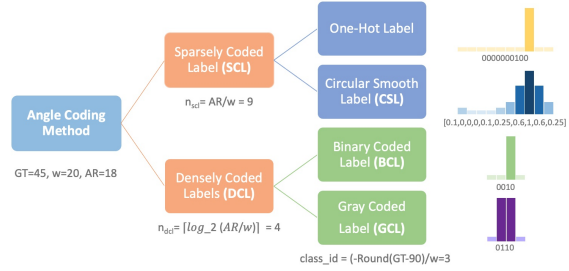 One-Hot Label
0000000100
Sparsely Coded
Label (SCL)
n_scl= AR/w = 9
Circular Smooth
Label (CSL)
[0.1,0,0,0.1,0.25,0.6,1,0.6,0.25]
Angle Coding
Method
GT=45, w=20, AR=18
Binary Coded
Label (BCL)
0010
Densely Coded
Labels (DCL)
n_dcl= ⌈log_2 (AR/w)⌉ = 4
Gray Coded
Label (GCL)
0110
class_id = (-Round(GT-90)/w=3